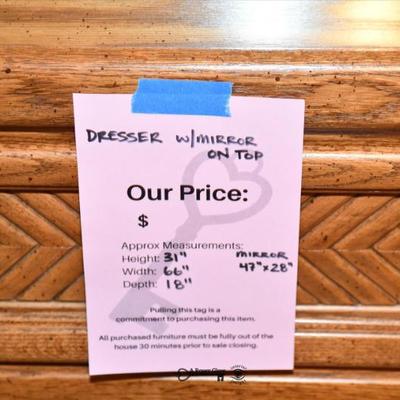 DRESSER W/MIRROR
ON TOP
Our Price:
$
Approx Measurements:
Height: 31"
Width: 66"
Depth: 18"
MIRROR
47"x28"
Pulling this tag is a
commitment to purchasing this item.
All purchased furniture must be fully out of the
house 30 minutes prior to sale closing.